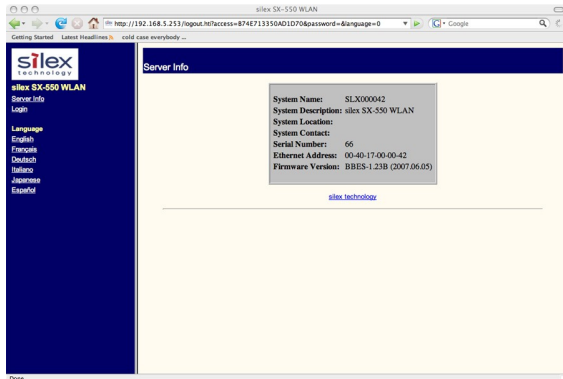 silex SX-550 WLAN
http://192.168.5.253/logout.htl?access=B74E713350AD1D70&password=&language=0
Google
Getting Started Latest Headlines cold case everybody ...
silex
technology
silex SX-550 WLAN
Server Info
Login
Language
English
Français
Deutsch
Italiano
Japanese
Español
Server Info
System Name: SLX000042
System Description: silex SX-550 WLAN
System Location:
System Contact:
Serial Number: 66
Ethernet Address: 00-40-17-00-00-42
Firmware Version: BBES-1.23B (2007.06.05)
silex technology
Done